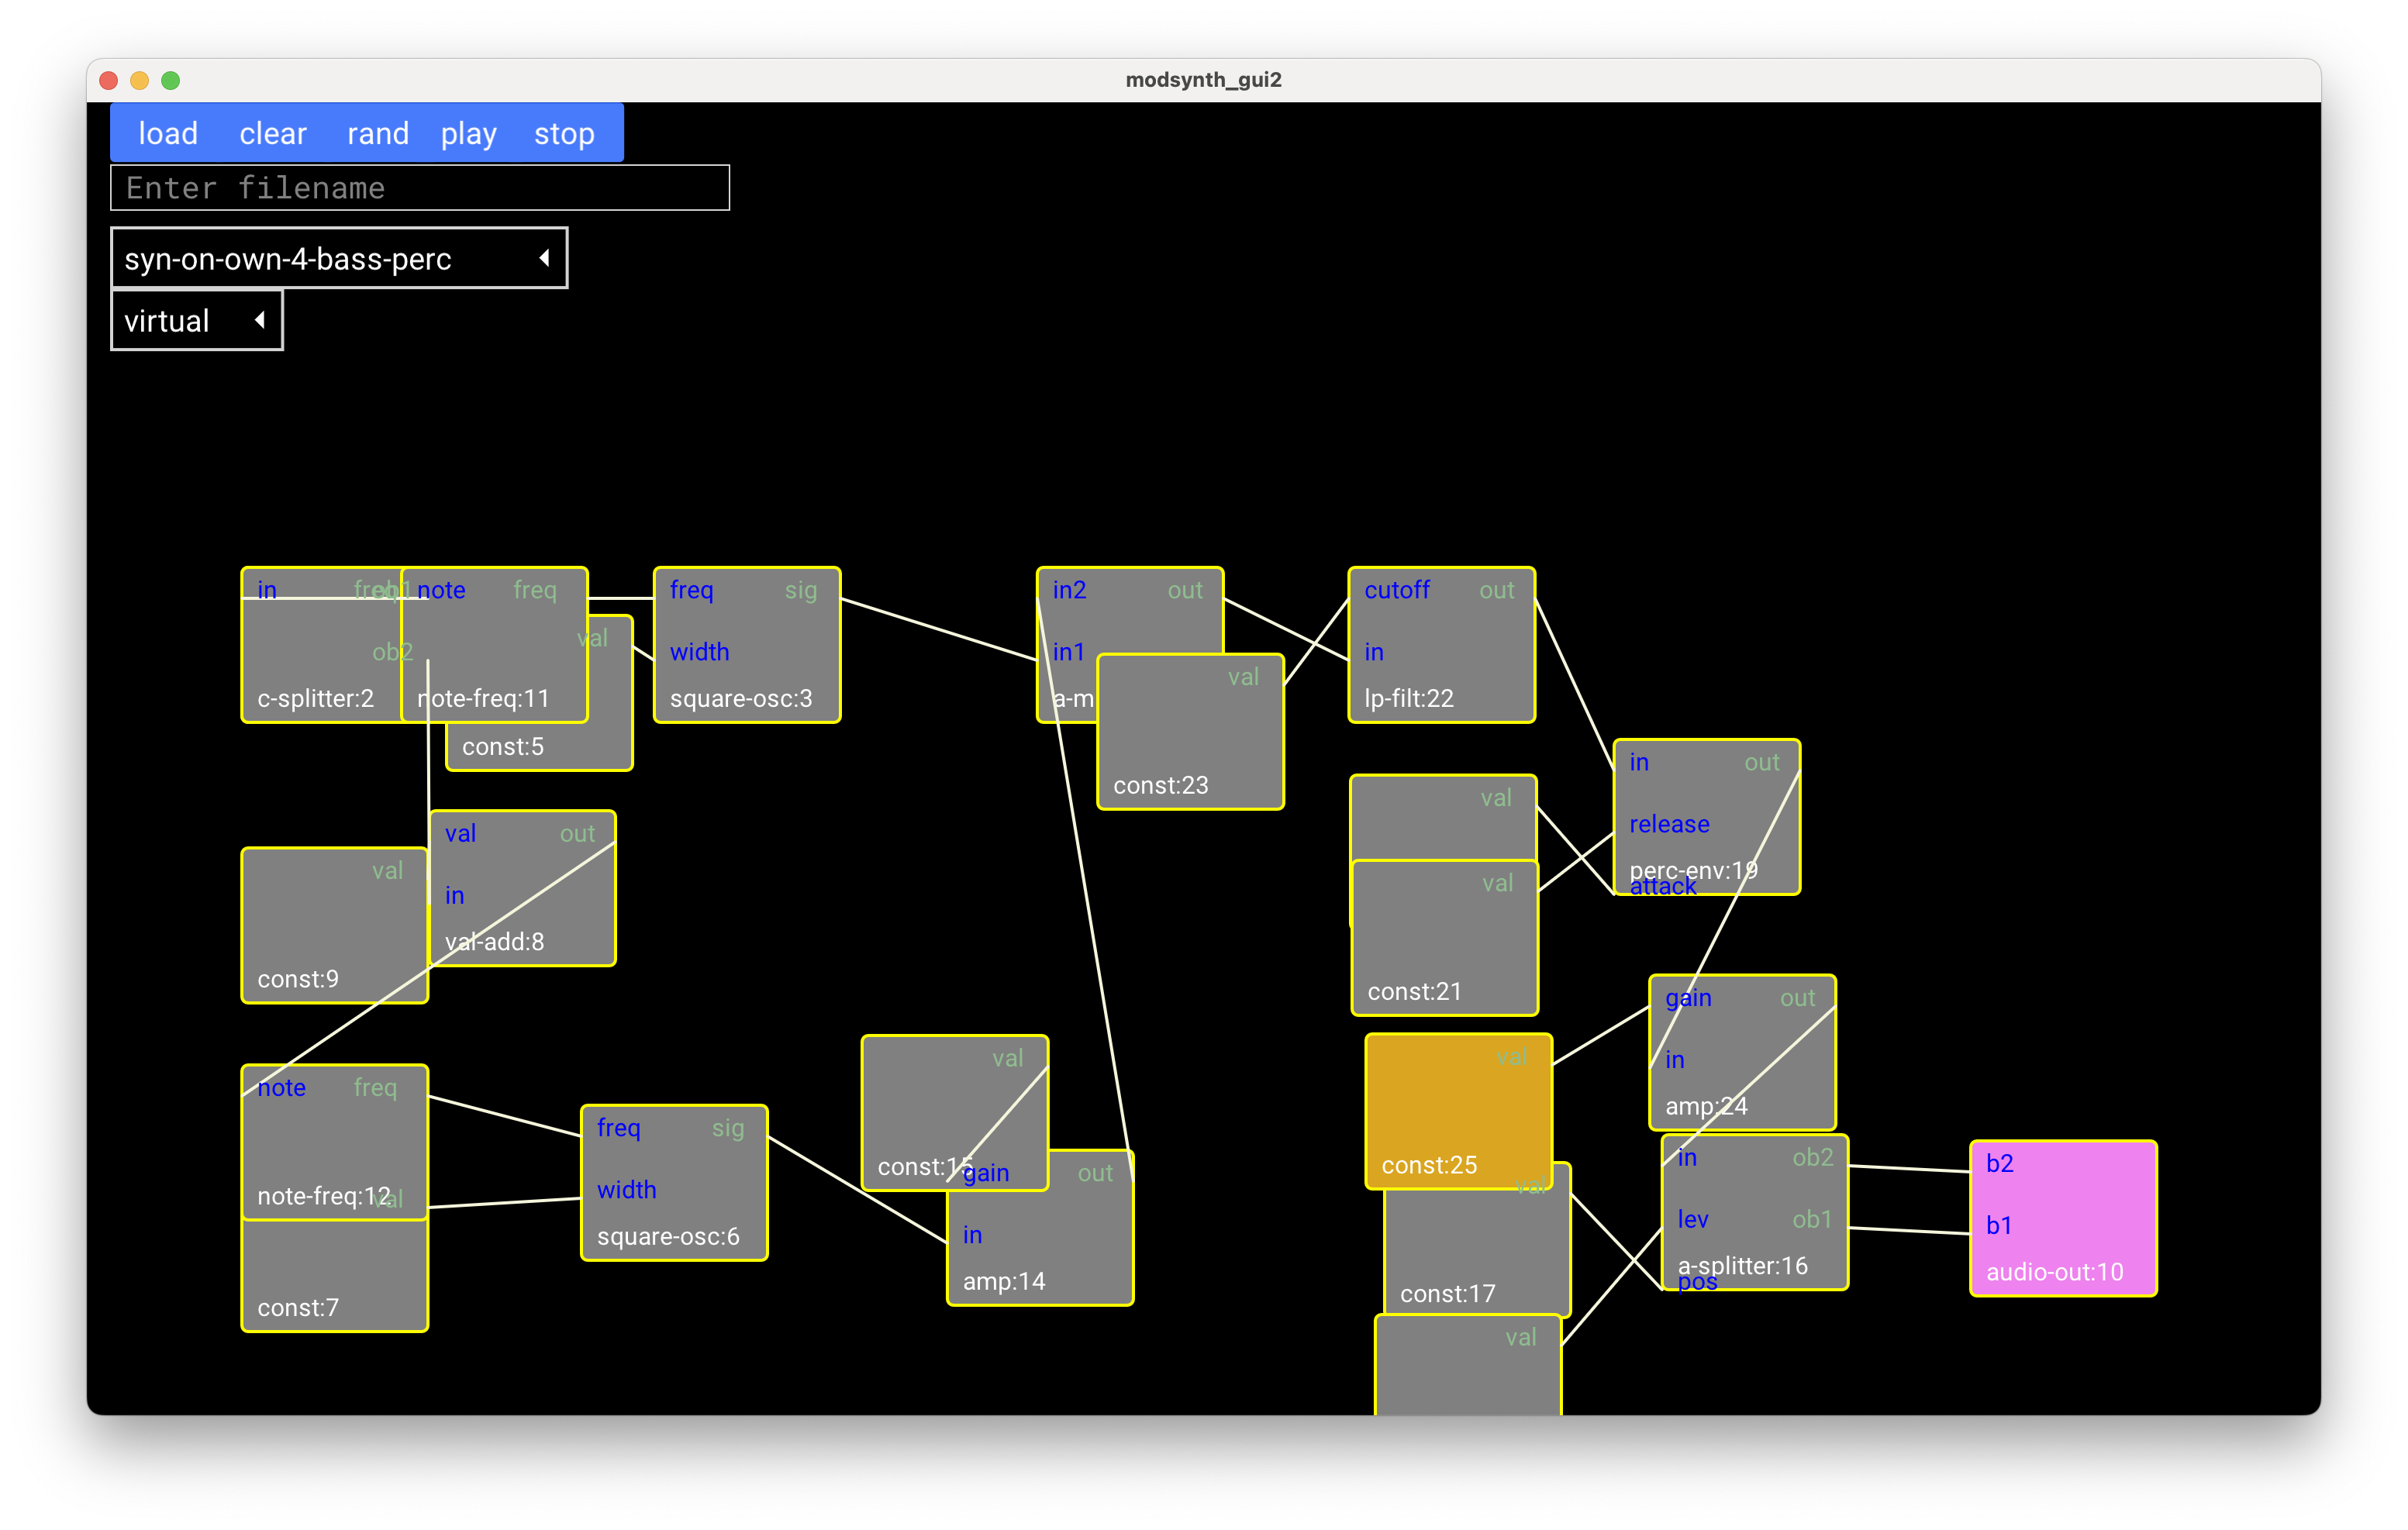 modsynth_gui2
load clear rand play stop
Enter filename
syn-on-own-4-bass-perc
virtual
in freq ob1
ob2
c-splitter:2
note freq
note-freq:11
val
const:5
freq sig
width
square-osc:3
in2 out
in1
a-m
val
const:23
cutoff out
in
lp-filt:22
in out
release
perc-env:19
attack
val
val
const:21
val out
in
val-add:8
val
const:9
gain out
in
amp:24
note freq
note-freq:12
val
const:7
freq sig
width
square-osc:6
val
const:15
gain out
in
amp:14
val
const:25
val
const:17
in ob2
lev ob1
a-splitter:16
pos
b2
b1
audio-out:10
val